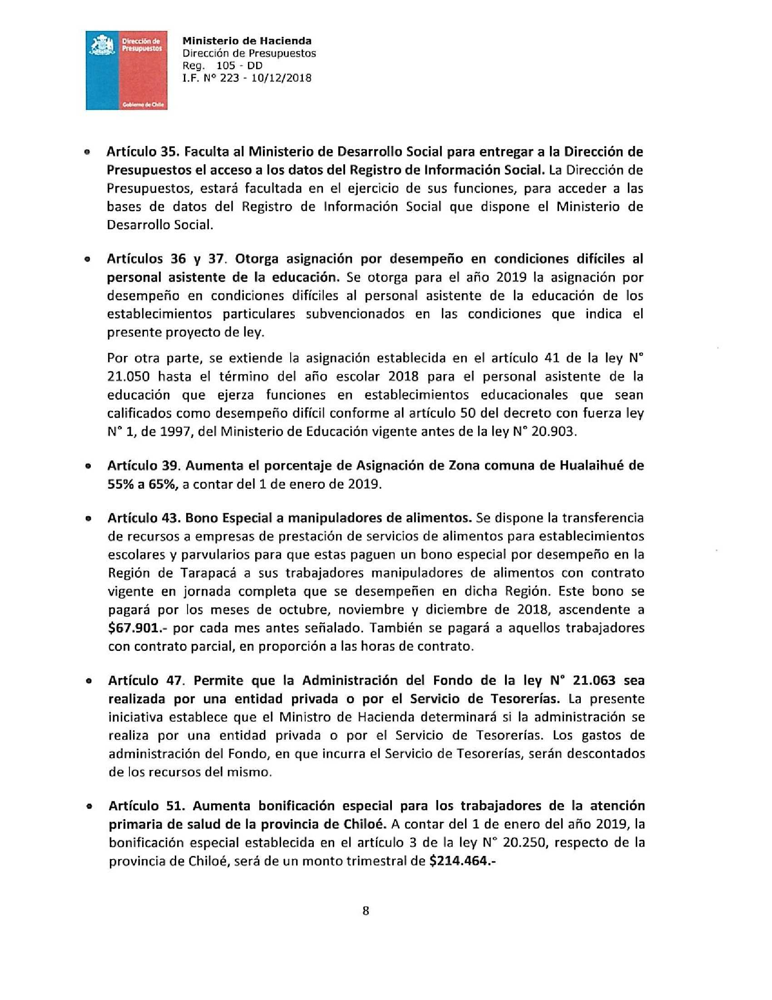 Dirección de
Presupuestos
Gobierno de Chile
Ministerio de Hacienda
Dirección de Presupuestos
Reg. 105 - DD
I.F. Nº 223 - 10/12/2018
• Artículo 35. Faculta al Ministerio de Desarrollo Social para entregar a la Dirección de
Presupuestos el acceso a los datos del Registro de Información Social. La Dirección de
Presupuestos, estará facultada en el ejercicio de sus funciones, para acceder a las
bases de datos del Registro de Información Social que dispone el Ministerio de
Desarrollo Social.
• Artículos 36 y 37. Otorga asignación por desempeño en condiciones difíciles al
personal asistente de la educación. Se otorga para el año 2019 la asignación por
desempeño en condiciones difíciles al personal asistente de la educación de los
establecimientos particulares subvencionados en las condiciones que indica el
presente proyecto de ley.
Por otra parte, se extiende la asignación establecida en el artículo 41 de la ley N°
21.050 hasta el término del año escolar 2018 para el personal asistente de la
educación que ejerza funciones en establecimientos educacionales que sean
calificados como desempeño difícil conforme al artículo 50 del decreto con fuerza ley
N° 1, de 1997, del Ministerio de Educación vigente antes de la ley N° 20.903.
• Artículo 39. Aumenta el porcentaje de Asignación de Zona comuna de Hualaihué de
55% a 65%, a contar del 1 de enero de 2019.
• Artículo 43. Bono Especial a manipuladores de alimentos. Se dispone la transferencia
de recursos a empresas de prestación de servicios de alimentos para establecimientos
escolares y parvularios para que estas paguen un bono especial por desempeño en la
Región de Tarapacá a sus trabajadores manipuladores de alimentos con contrato
vigente en jornada completa que se desempeñen en dicha Región. Este bono se
pagará por los meses de octubre, noviembre y diciembre de 2018, ascendente a
$67.901.- por cada mes antes señalado. También se pagará a aquellos trabajadores
con contrato parcial, en proporción a las horas de contrato.
• Artículo 47. Permite que la Administración del Fondo de la ley N° 21.063 sea
realizada por una entidad privada o por el Servicio de Tesorerías. La presente
iniciativa establece que el Ministro de Hacienda determinará si la administración se
realiza por una entidad privada o por el Servicio de Tesorerías. Los gastos de
administración del Fondo, en que incurra el Servicio de Tesorerías, serán descontados
de los recursos del mismo.
• Artículo 51. Aumenta bonificación especial para los trabajadores de la atención
primaria de salud de la provincia de Chiloé. A contar del 1 de enero del año 2019, la
bonificación especial establecida en el artículo 3 de la ley N° 20.250, respecto de la
provincia de Chiloé, será de un monto trimestral de $214.464.-
8